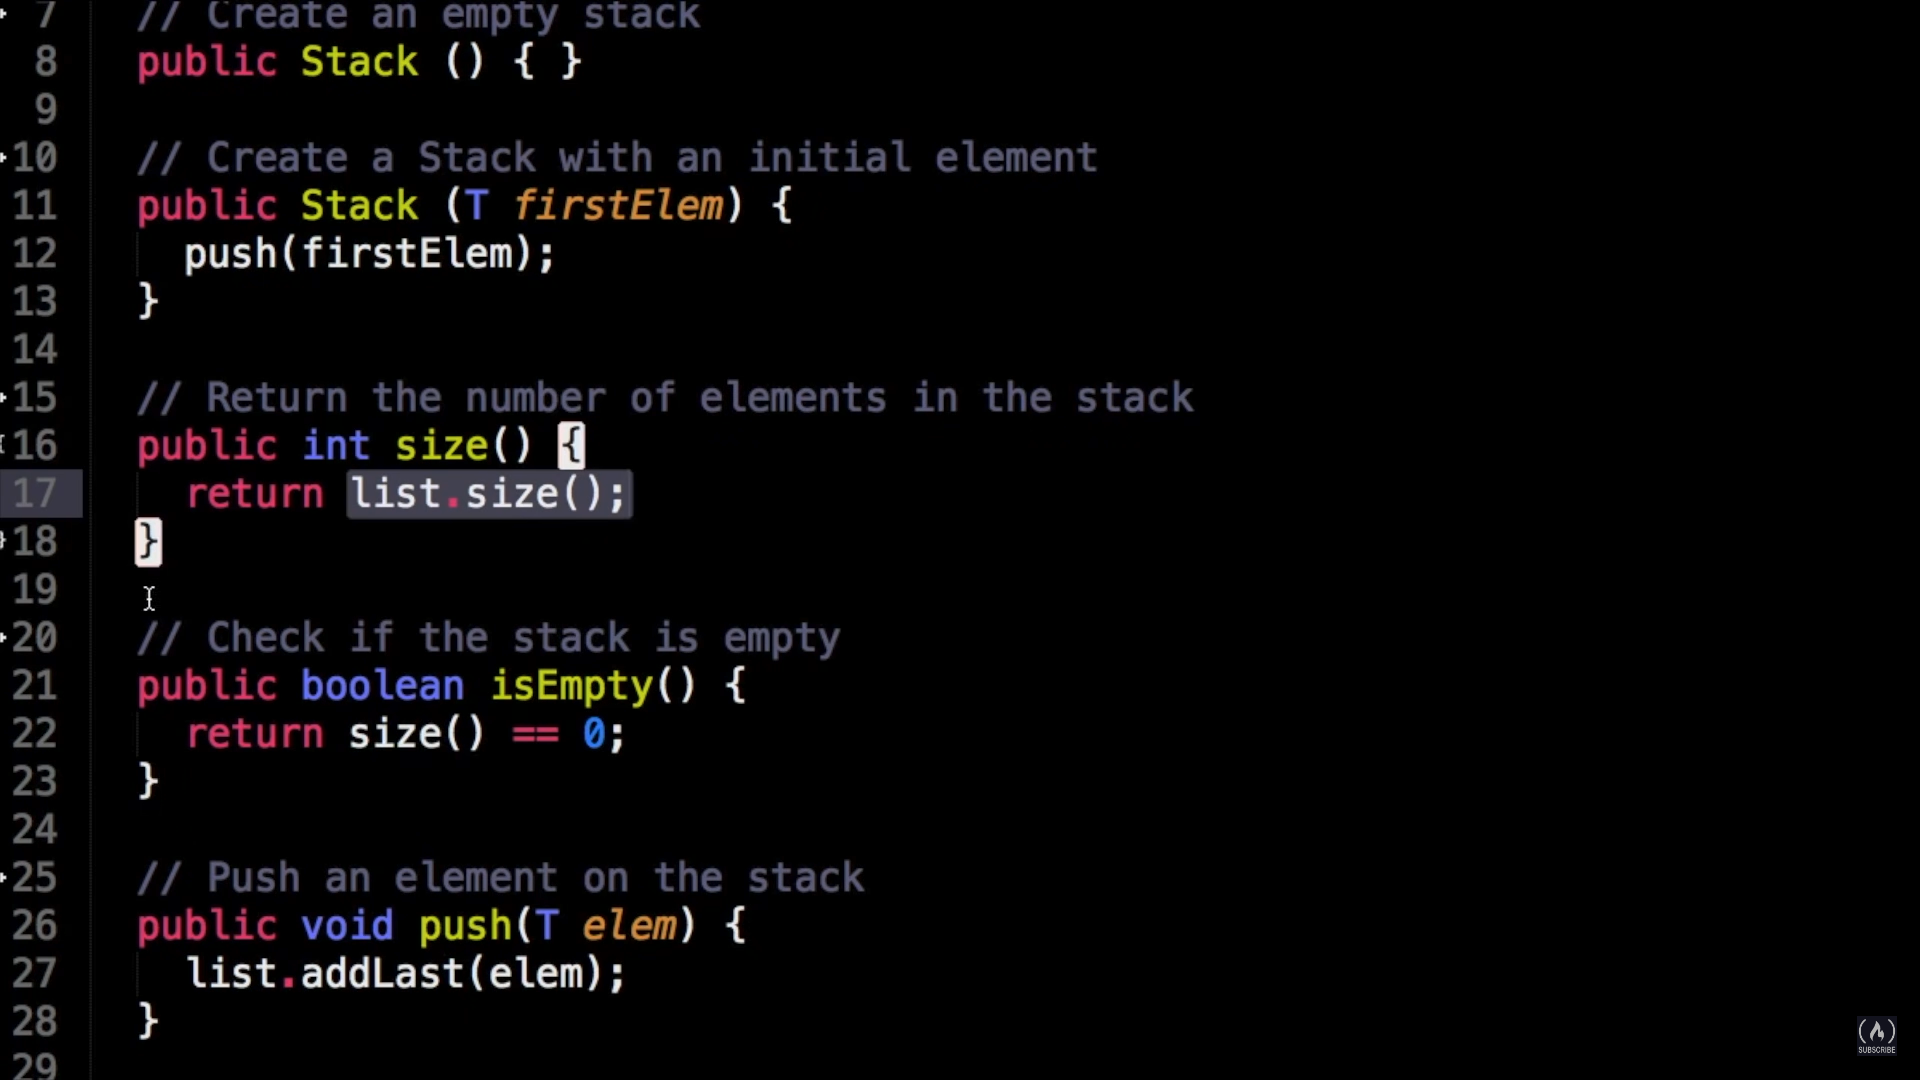 7 // Create an empty stack
8 public Stack () { }
9
10 // Create a Stack with an initial element
11 public Stack (T firstElem) {
12 push(firstElem);
13 }
14
15 // Return the number of elements in the stack
16 public int size() {
17 return list.size();
18 }
19
20 // Check if the stack is empty
21 public boolean isEmpty() {
22 return size() == 0;
23 }
24
25 // Push an element on the stack
26 public void push(T elem) {
27 list.addLast(elem);
28 }
29
SUBSCRIBE